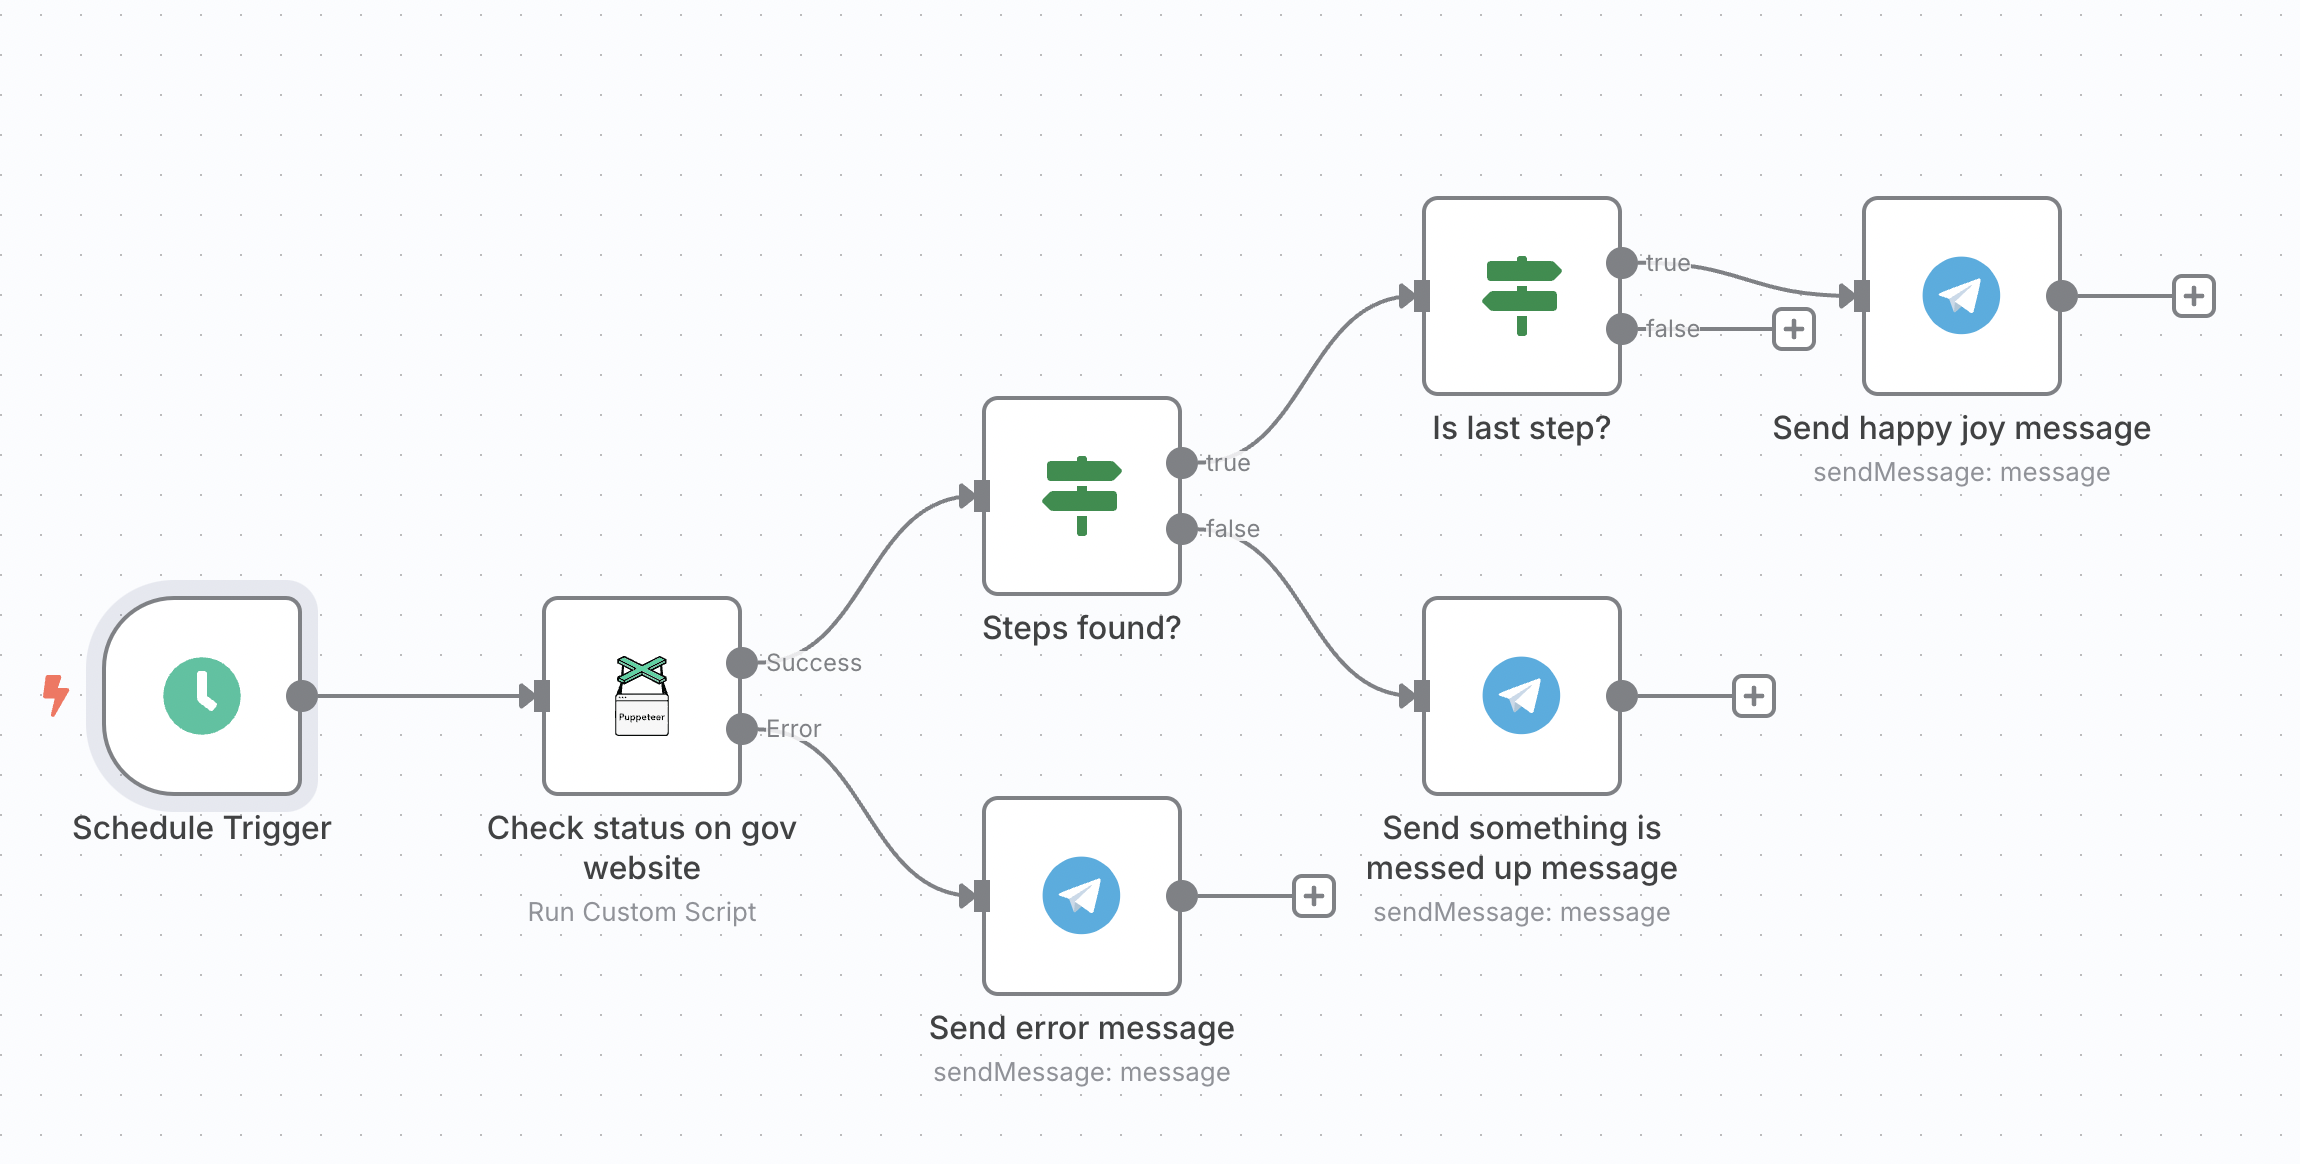 true
false
Is last step?
Send happy joy message
sendMessage: message
true
false
Steps found?
Success
Error
Puppeteer
Schedule Trigger
Check status on gov
website
Run Custom Script
Send something is
messed up message
sendMessage: message
Send error message
sendMessage: message